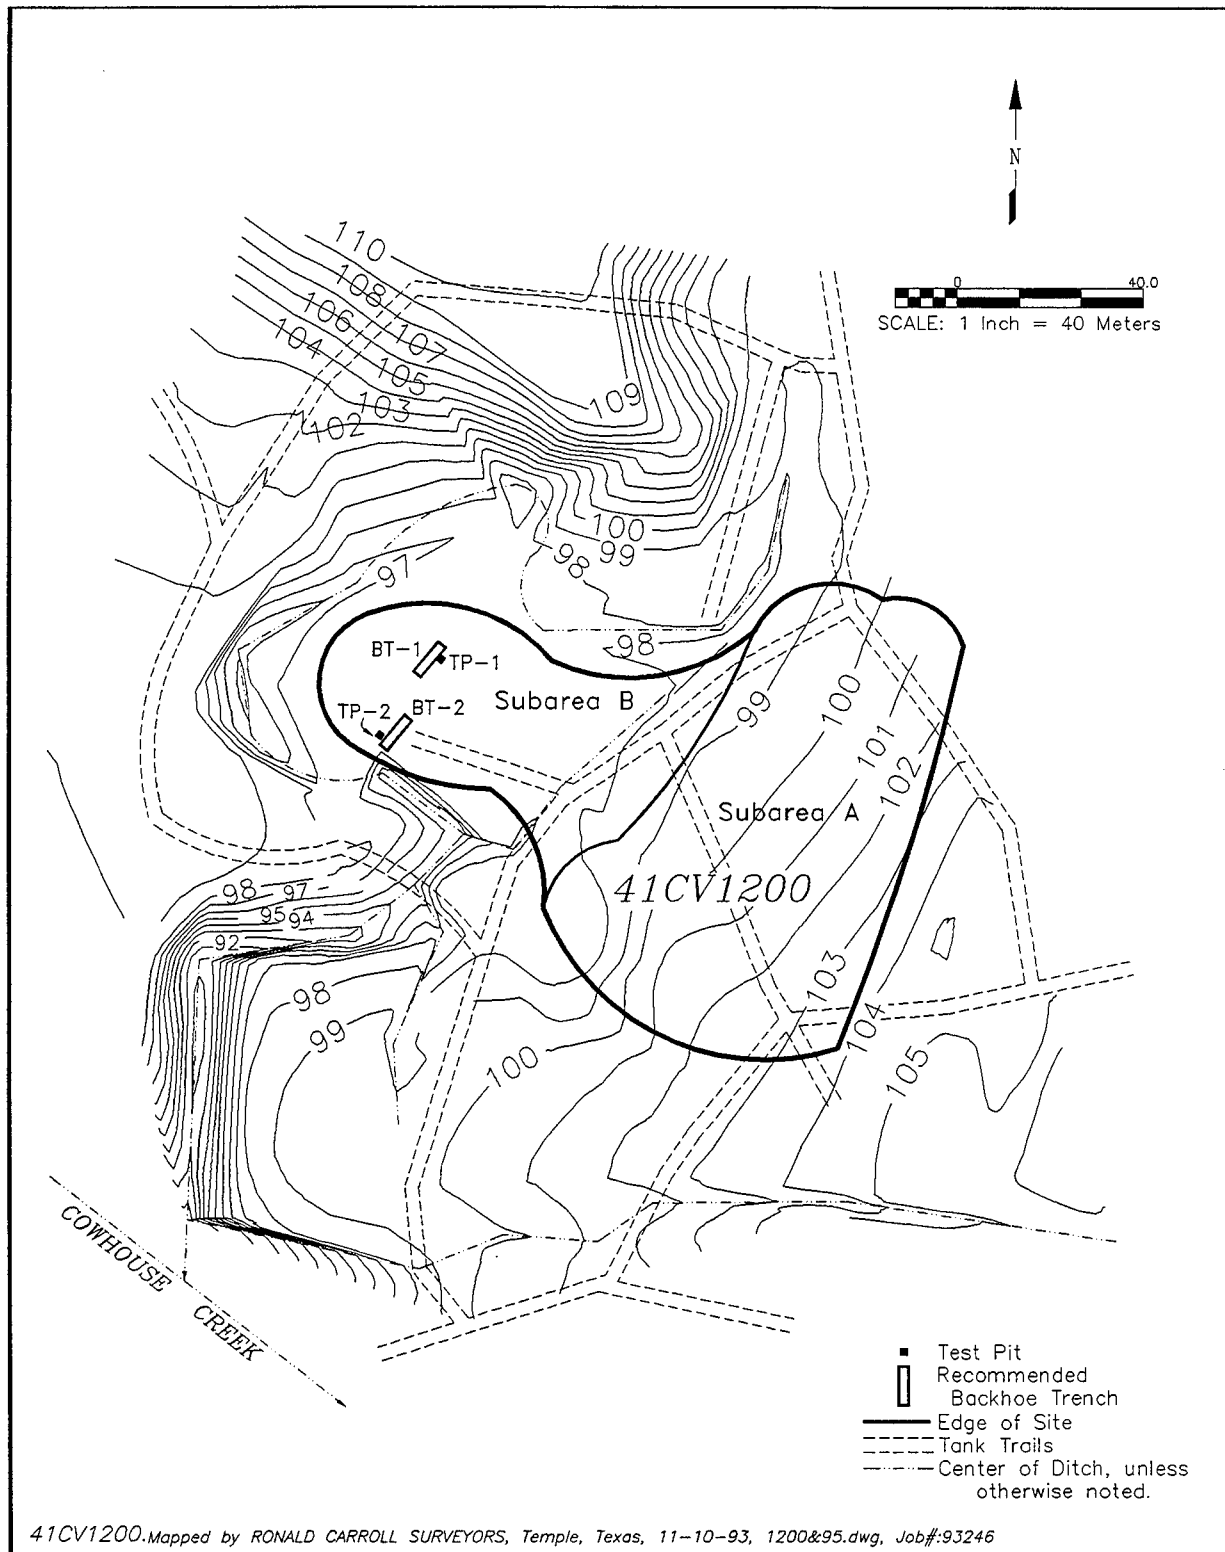 N
0 40.0
SCALE: 1 Inch = 40 Meters
110
108
106
107
104
105
109
103
102
100
99
98
97
98
BT-1
TP-1
Subarea B
TP-2
BT-2
99
100
101
102
Subarea A
41CV1200
98
97
95
94
92
98
99
100
103
104
105
COWHOUSE CREEK
Test Pit
Recommended
Backhoe Trench
Edge of Site
Tank Trails
Center of Ditch, unless
otherwise noted.
41CV1200.Mapped by RONALD CARROLL SURVEYORS, Temple, Texas, 11-10-93, 1200&95.dwg, Job#:93246